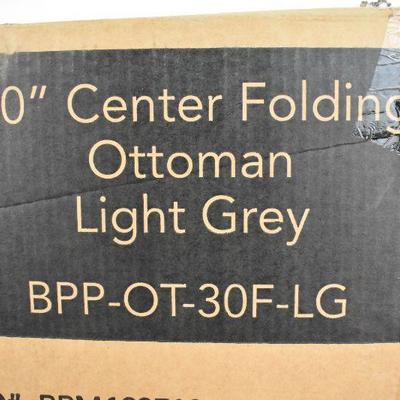 0" Center Folding
Ottoman
Light Grey
BPP-OT-30F-LG